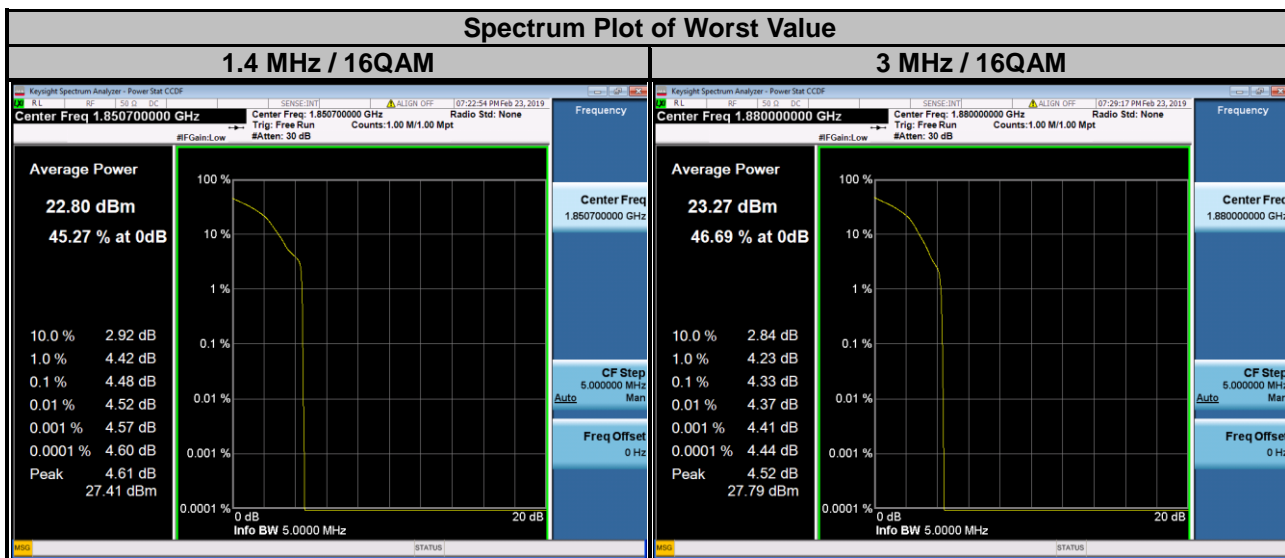 Spectrum Plot of Worst Value
1.4 MHz / 16QAM
Keysight Spectrum Analyzer - Power Stat CCDF
RL RF 50 Ω DC SENSE:INT ALIGN OFF 07:22:54 PM Feb 23, 2019
Center Freq 1.850700000 GHz
Center Freq: 1.850700000 GHz Radio Std: None
Trig: Free Run Counts:1.00 M/1.00 Mpt
#IFGain:Low #Atten: 30 dB
Frequency
Average Power
22.80 dBm
45.27 % at 0dB
10.0 % 2.92 dB
1.0 % 4.42 dB
0.1 % 4.48 dB
0.01 % 4.52 dB
0.001 % 4.57 dB
0.0001 % 4.60 dB
Peak 4.61 dB
27.41 dBm
100 %
10 %
1 %
0.1 %
0.01 %
0.001 %
0.0001 %
0 dB 20 dB
Info BW 5.0000 MHz
Center Freq
1.850700000 GHz
CF Step
5.000000 MHz
Auto Man
Freq Offset
0 Hz
MSG STATUS
3 MHz / 16QAM
Keysight Spectrum Analyzer - Power Stat CCDF
RL RF 50 Ω DC SENSE:INT ALIGN OFF 07:29:17 PM Feb 23, 2019
Center Freq 1.880000000 GHz
Center Freq: 1.880000000 GHz Radio Std: None
Trig: Free Run Counts:1.00 M/1.00 Mpt
#IFGain:Low #Atten: 30 dB
Frequency
Average Power
23.27 dBm
46.69 % at 0dB
10.0 % 2.84 dB
1.0 % 4.23 dB
0.1 % 4.33 dB
0.01 % 4.37 dB
0.001 % 4.41 dB
0.0001 % 4.44 dB
Peak 4.52 dB
27.79 dBm
100 %
10 %
1 %
0.1 %
0.01 %
0.001 %
0.0001 %
0 dB 20 dB
Info BW 5.0000 MHz
Center Freq
1.880000000 GHz
CF Step
5.000000 MHz
Auto Man
Freq Offset
0 Hz
MSG STATUS